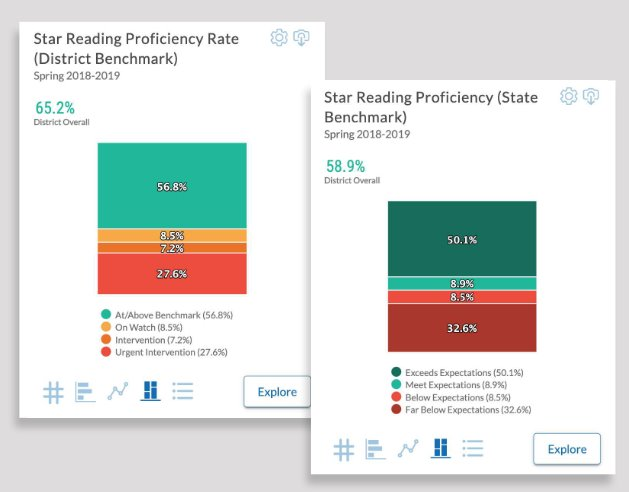 Star Reading Proficiency Rate
(District Benchmark)
Spring 2018-2019
65.2%
District Overall
56.8%
8.5%
7.2%
27.6%
At/Above Benchmark (56.8%)
On Watch (8.5%)
Intervention (7.2%)
Urgent Intervention (27.6%)
Explore
Star Reading Proficiency (State
Benchmark)
Spring 2018-2019
58.9%
District Overall
50.1%
8.9%
8.5%
32.6%
Exceeds Expectations (50.1%)
Meet Expectations (8.9%)
Below Expectations (8.5%)
Far Below Expectations (32.6%)
Explore